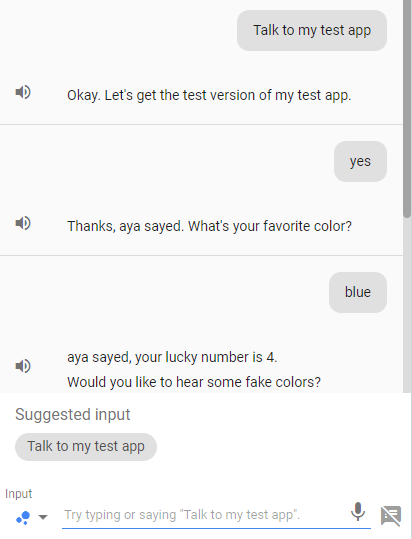 Talk to my test app
Okay. Let's get the test version of my test app.
yes
Thanks, aya sayed. What's your favorite color?
blue
aya sayed, your lucky number is 4.
Would you like to hear some fake colors?
Suggested input
Talk to my test app
Input
Try typing or saying "Talk to my test app".